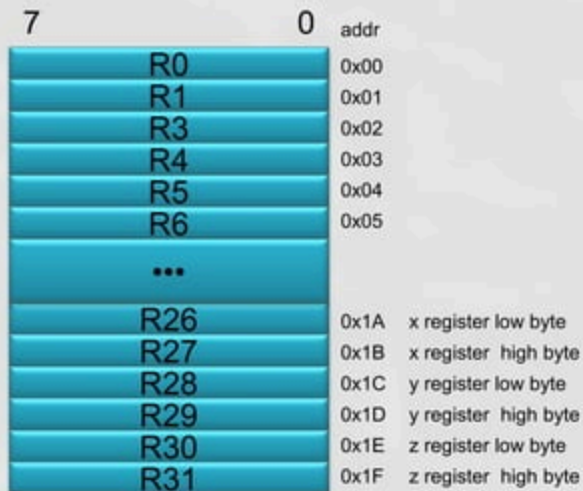 7 0 addr
R0 0x00
R1 0x01
R3 0x02
R4 0x03
R5 0x04
R6 0x05
...
R26 0x1A x register low byte
R27 0x1B x register high byte
R28 0x1C y register low byte
R29 0x1D y register high byte
R30 0x1E z register low byte
R31 0x1F z register high byte